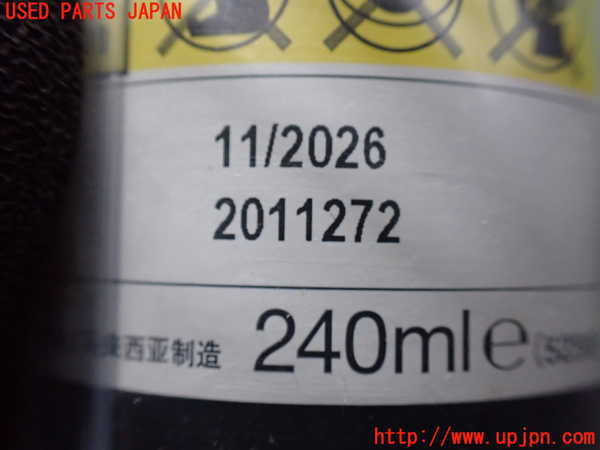 USED PARTS JAPAN
11/2026
2011272
西亚制造 240ml e
http://www.upjpn.com